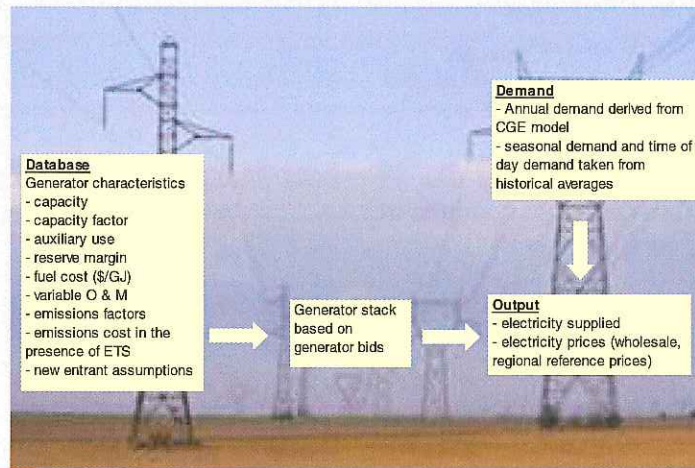 Database
Generator characteristics
- capacity
- capacity factor
- auxiliary use
- reserve margin
- fuel cost ($/GJ)
- variable O & M
- emissions factors
- emissions cost in the
presence of ETS
- new entrant assumptions
Generator stack
based on
generator bids
Demand
- Annual demand derived from
CGE model
- seasonal demand and time of
day demand taken from
historical averages
Output
- electricity supplied
- electricity prices (wholesale,
regional reference prices)